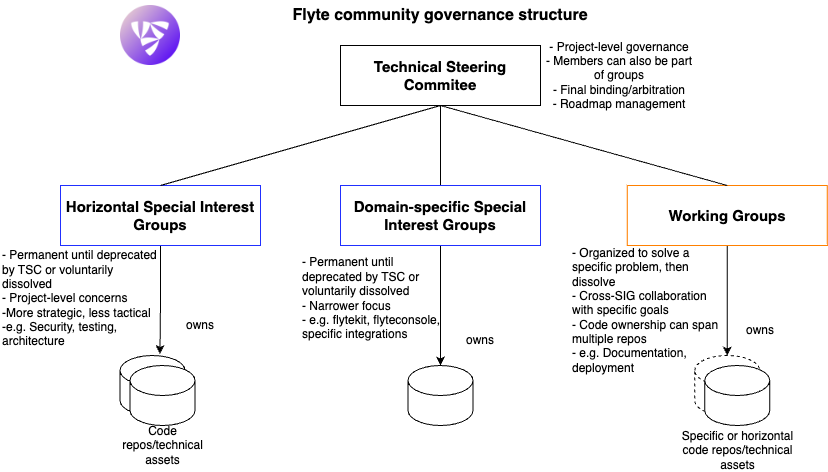 Flyte community governance structure
Technical Steering
Commitee
- Project-level governance
- Members can also be part
of groups
- Final binding/arbitration
- Roadmap management
Horizontal Special Interest
Groups
Domain-specific Special
Interest Groups
Working Groups
- Permanent until deprecated
by TSC or voluntarily
dissolved
- Project-level concerns
-More strategic, less tactical
-e.g. Security, testing,
architecture
owns
- Permanent until
deprecated by TSC or
voluntarily dissolved
- Narrower focus
- e.g. flytekit, flyteconsole,
specific integrations
owns
- Organized to solve a
specific problem, then
dissolve
- Cross-SIG collaboration
with specific goals
- Code ownership can span
multiple repos
- e.g. Documentation,
deployment
owns
Code
repos/technical
assets
Specific or horizontal
code repos/technical
assets